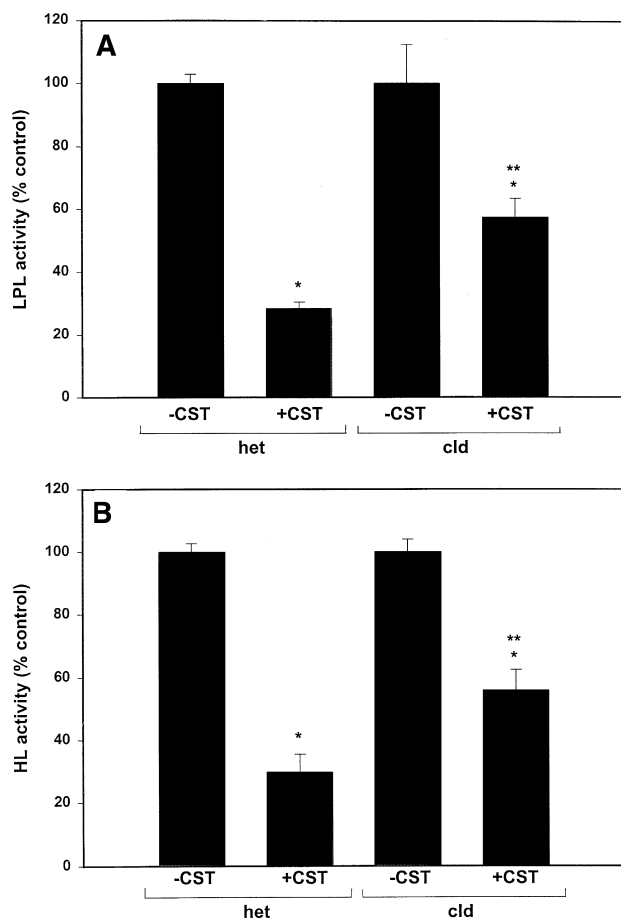 A
LPL activity (% control)
120
100
80
60
40
20
0
*
**
*
-CST +CST -CST +CST
het cld
B
HL activity (% control)
120
100
80
60
40
20
0
*
**
*
-CST +CST -CST +CST
het cld